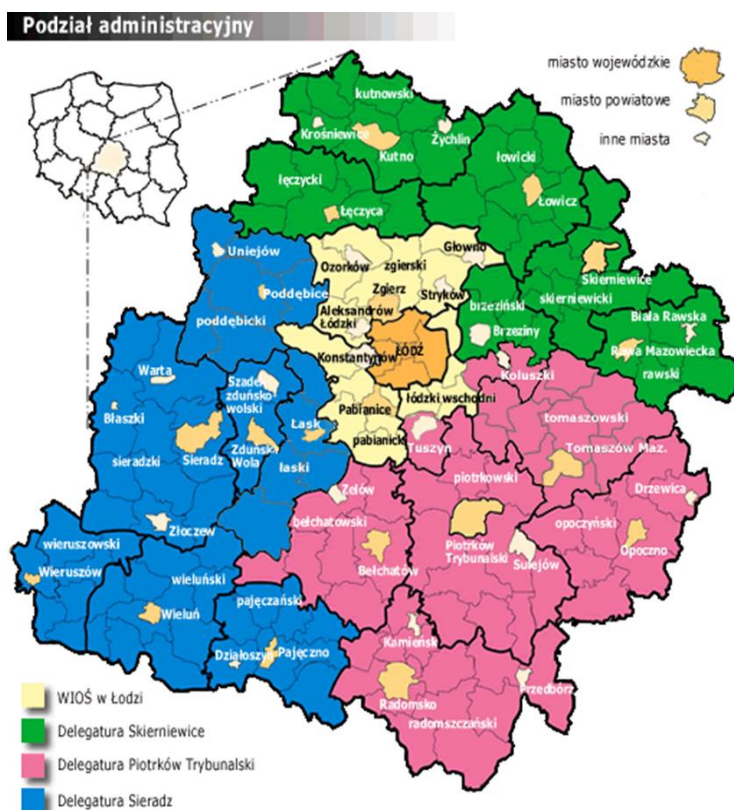 Podział administracyjny
miasto wojewódzkie
miasto powiatowe
inne miasta
kutnowski
Krośniewice
Kutno
Żychlin
łowicki
łęczycki
Łęczyca
Łowicz
Uniejów
Ozorków
zgierski
Głowno
Skierniewice
Poddębice
Zgierz
Stryków
brzeziński
skierniewicki
poddębicki
Aleksandrów
Łódzki
Brzeziny
Biała Rawska
Konstantynów
ŁÓDŹ
Rawa Mazowiecka
rawski
Warta
Szadek
zduńsko
wolski
Koluszki
Błaszki
Pabianice
łódzki wschodni
tomaszowski
sieradzki
Sieradz
Zduńska
Wola
Łask
łaski
pabianicki
Tuszyn
Tomaszów Maz.
Zelów
piotrkowski
Drzewica
Złoczew
bełchatowski
opoczyński
wieruszowski
Piotrków
Trybunalski
Sulejów
Opoczno
Wieruszów
wieluński
Bełchatów
Wieluń
pajęczański
Kamieńsk
Działoszyn
Pajęczno
Przedbórz
Radomsko
radomszczański
WIOŚ w Łodzi
Delegatura Skierniewice
Delegatura Piotrków Trybunalski
Delegatura Sieradz